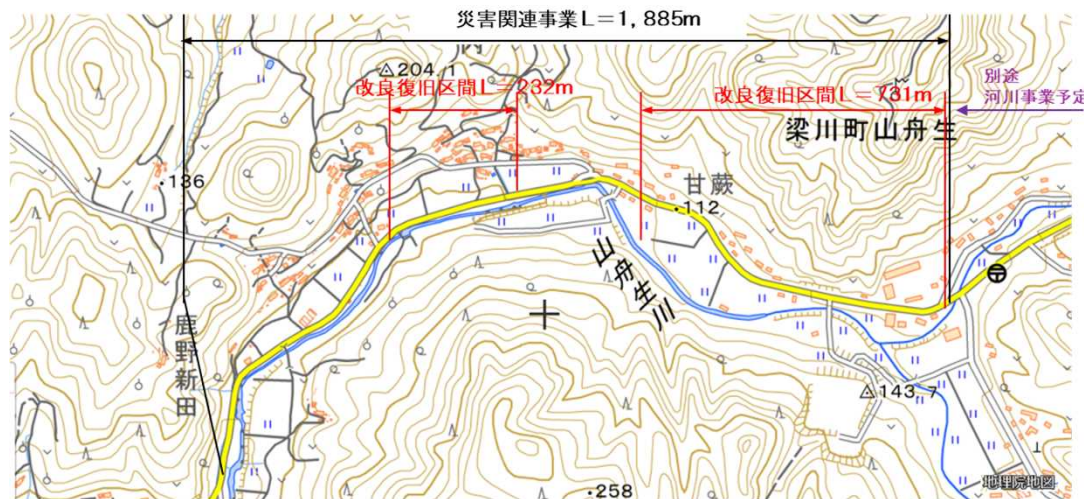 災害関連事業L=1,885m
内
△204.1
改良復旧区間L=232m
改良復旧区間L=731m
別途
河川事業予定
梁川町山舟生
・136
甘蕨
・112
山舟生川
鹿野新田
△143.7
・258
地理院地図